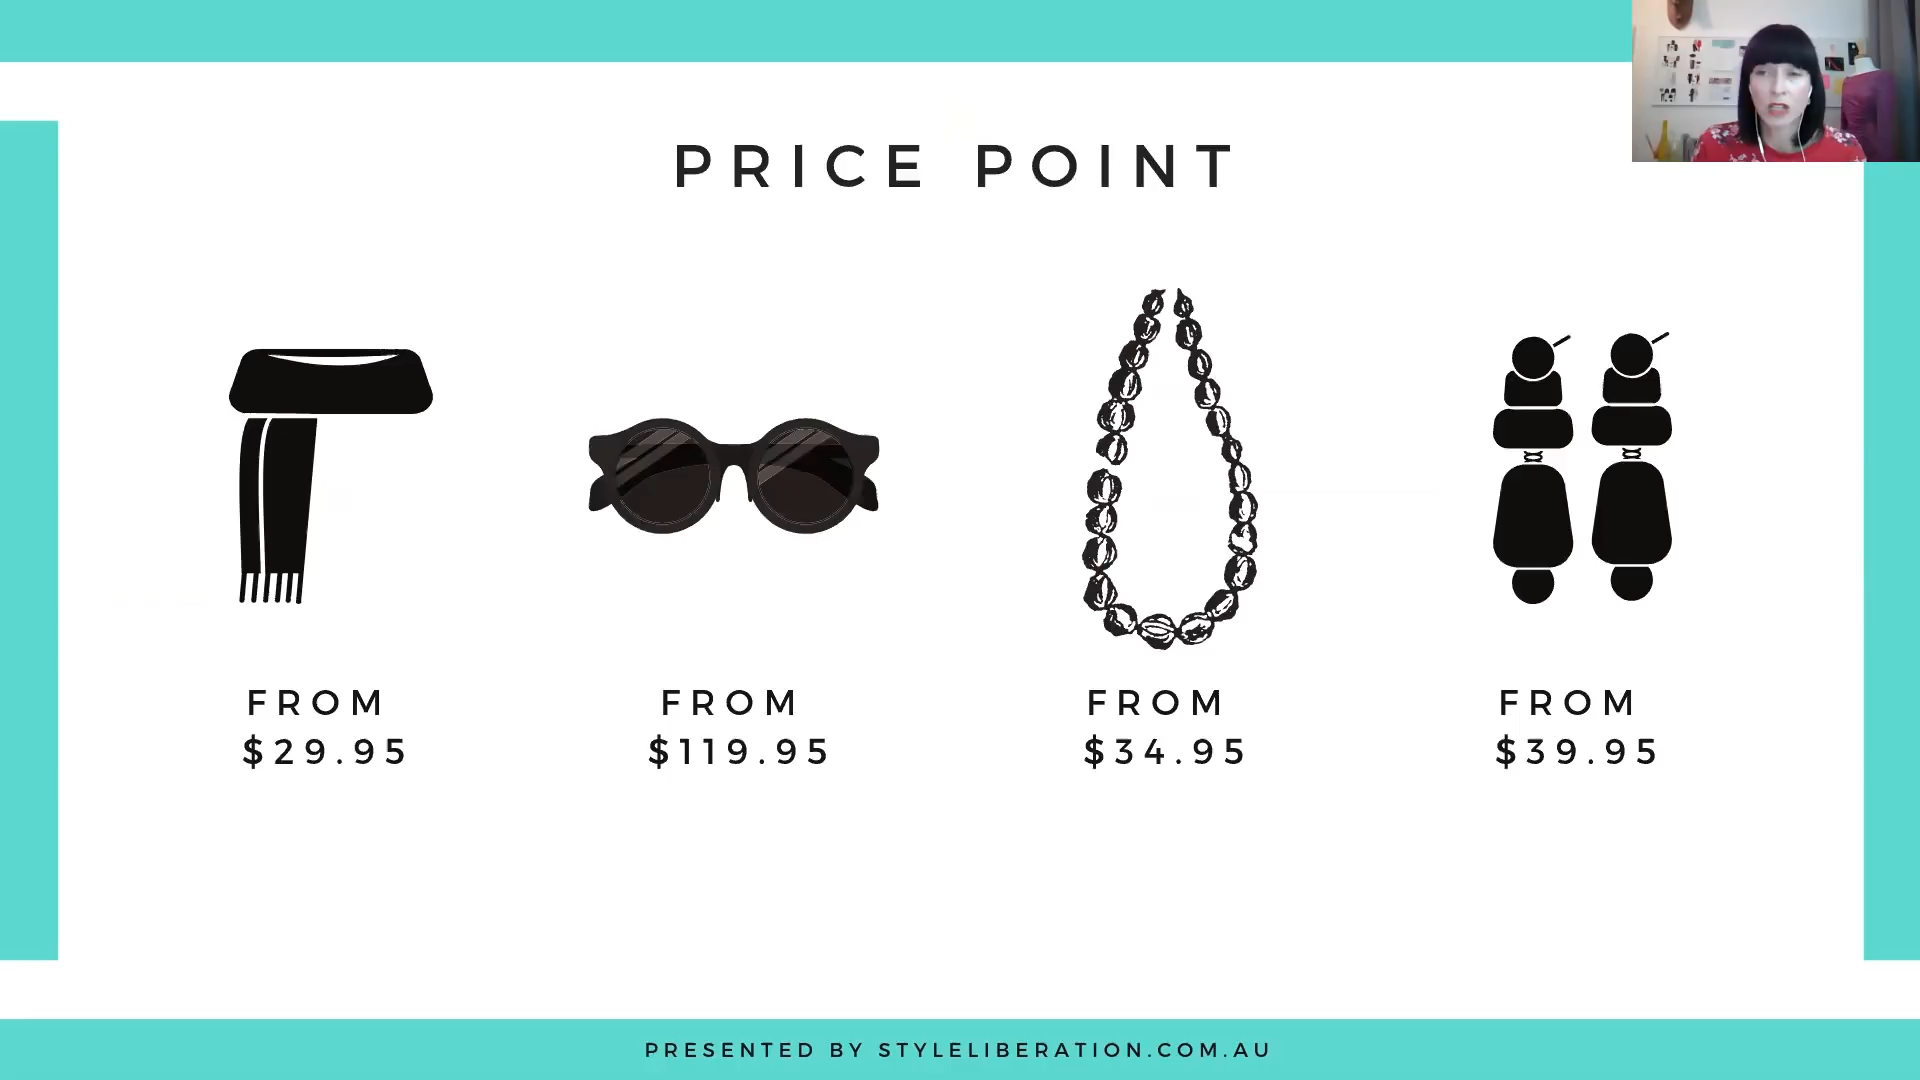 PRICE POINT
FROM
$29.95
FROM
$119.95
FROM
$34.95
FROM
$39.95
PRESENTED BY STYLELIBERATION.COM.AU